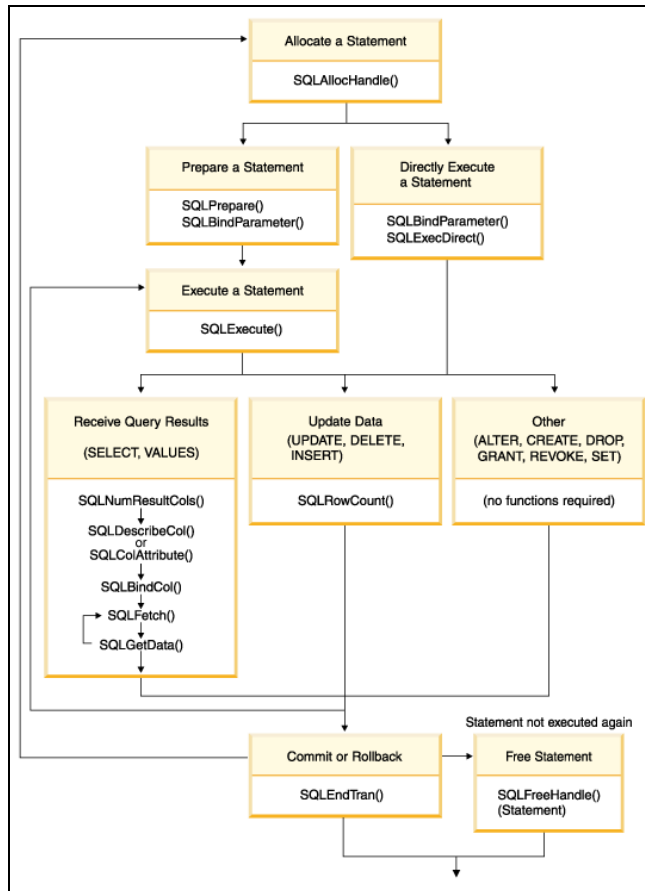 Allocate a Statement
SQLAllocHandle()
Prepare a Statement
SQLPrepare()
SQLBindParameter()
Directly Execute
a Statement
SQLBindParameter()
SQLExecDirect()
Execute a Statement
SQLExecute()
Receive Query Results
(SELECT, VALUES)
SQLNumResultCols()
SQLDescribeCol()
or
SQLColAttribute()
SQLBindCol()
SQLFetch()
SQLGetData()
Update Data
(UPDATE, DELETE,
INSERT)
SQLRowCount()
Other
(ALTER, CREATE, DROP,
GRANT, REVOKE, SET)
(no functions required)
Commit or Rollback
SQLEndTran()
Statement not executed again
Free Statement
SQLFreeHandle()
(Statement)